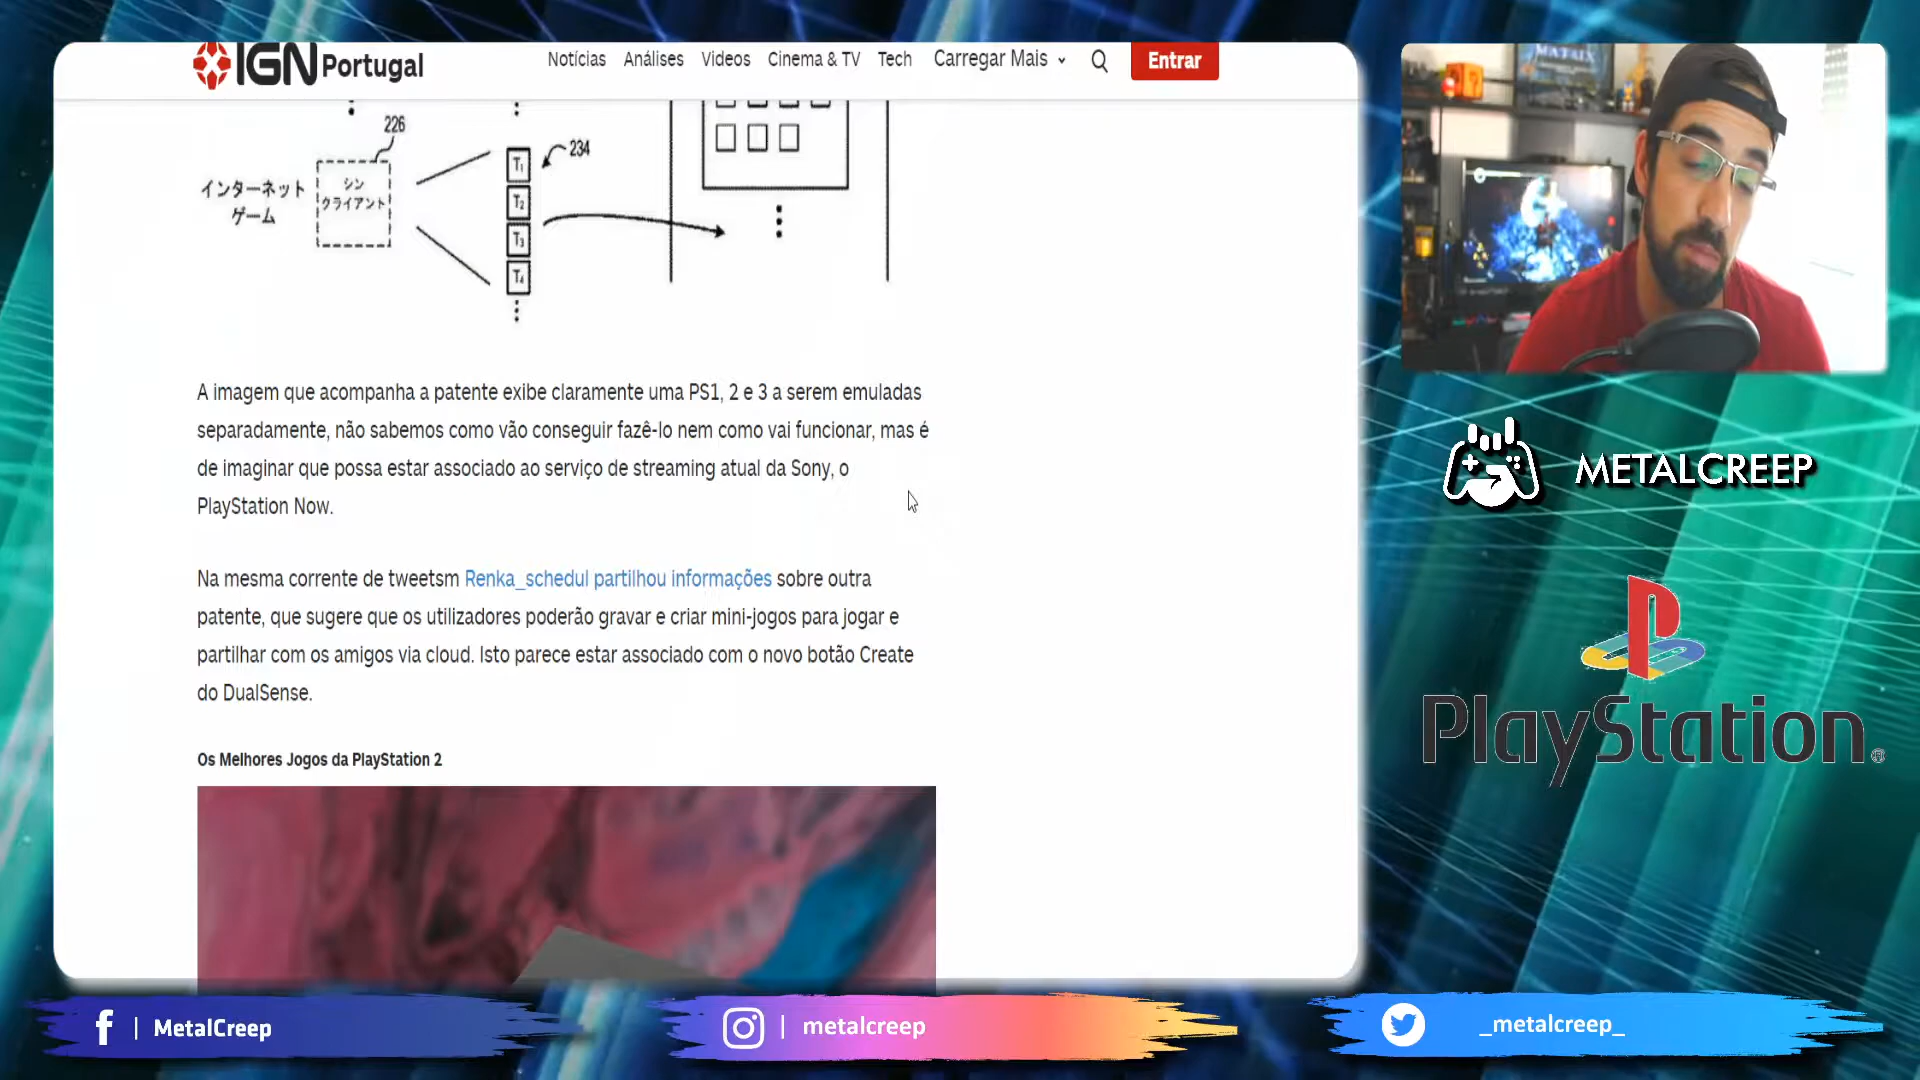 IGN Portugal
Notícias Análises Videos Cinema & TV Tech Carregar Mais Entrar
226
234
インターネット
ゲーム
シン
クライアント
T1
T2
T3
T4
A imagem que acompanha a patente exibe claramente uma PS1, 2 e 3 a serem emuladas
separadamente, não sabemos como vão conseguir fazê-lo nem como vai funcionar, mas é
de imaginar que possa estar associado ao serviço de streaming atual da Sony, o
PlayStation Now.
Na mesma corrente de tweetsm Renka_schedul partilhou informações sobre outra
patente, que sugere que os utilizadores poderão gravar e criar mini-jogos para jogar e
partilhar com os amigos via cloud. Isto parece estar associado com o novo botão Create
do DualSense.
Os Melhores Jogos da PlayStation 2
METALCREEP
PlayStation®
f | MetalCreep
| metalcreep
_metalcreep_